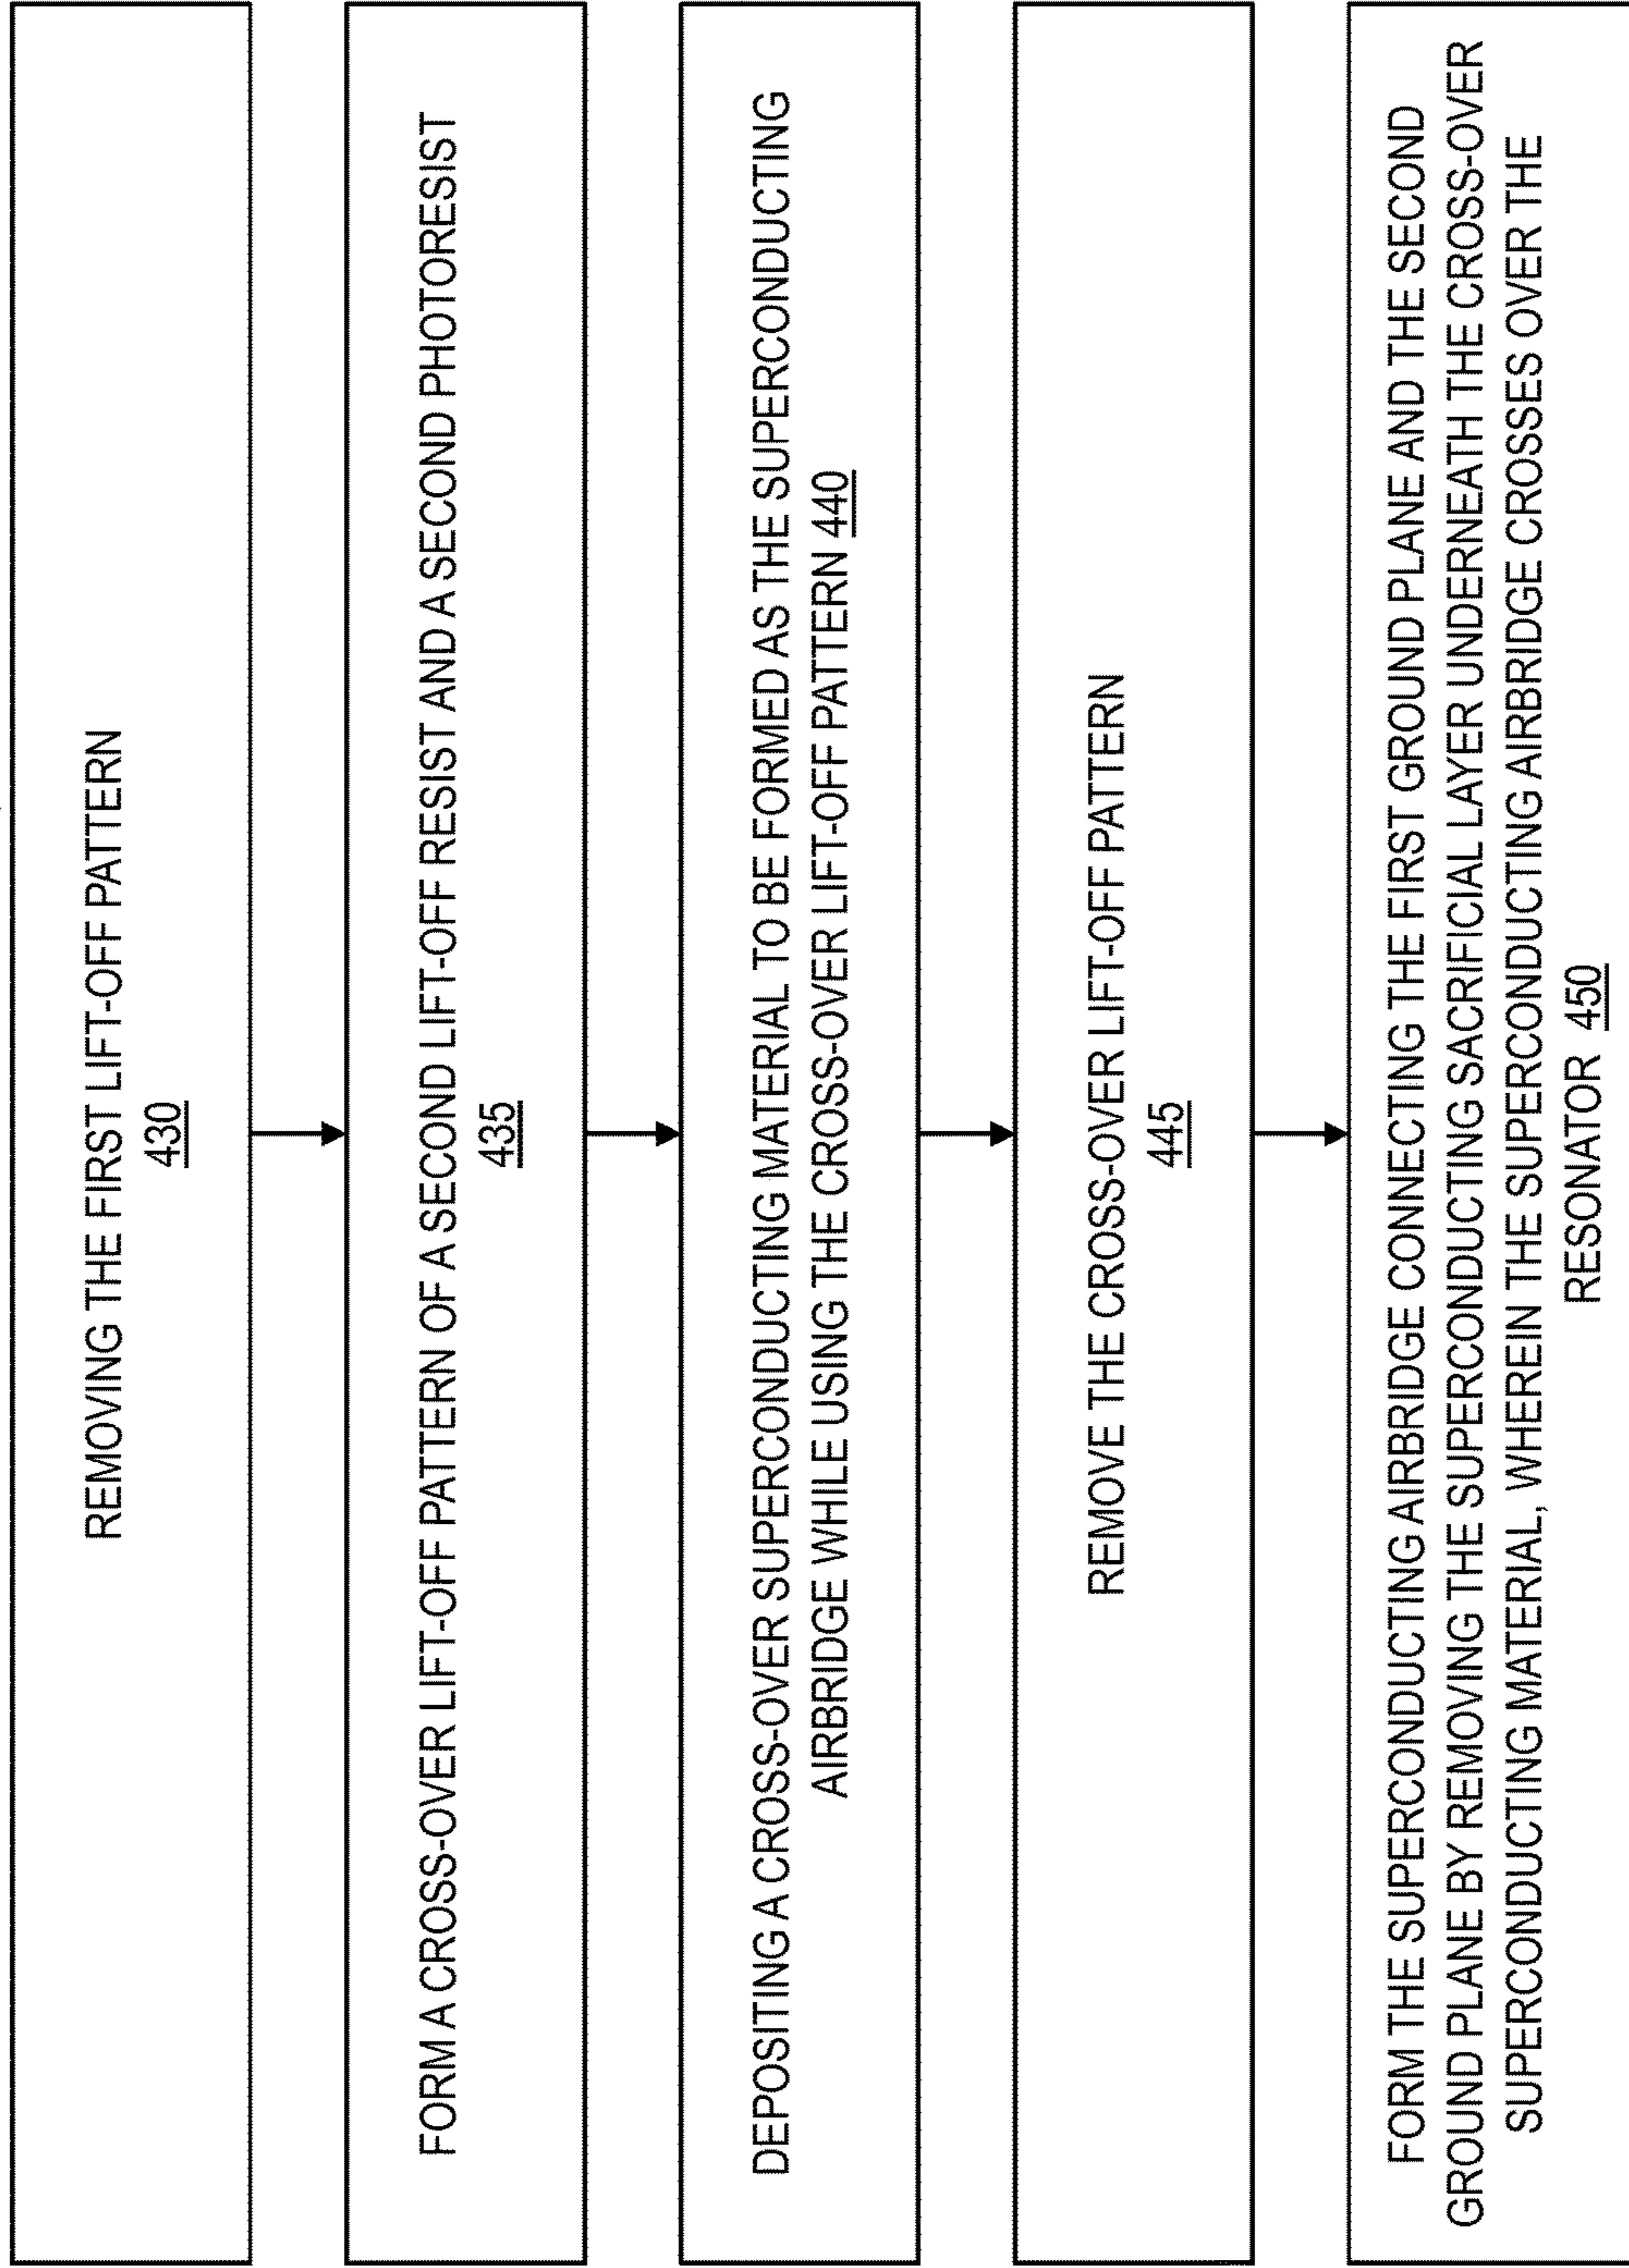 REMOVING THE FIRST LIFT-OFF PATTERN
430
FORM A CROSS-OVER LIFT-OFF PATTERN OF A SECOND LIFT-OFF RESIST AND A SECOND PHOTORESIST
435
DEPOSITING A CROSS-OVER SUPERCONDUCTING MATERIAL TO BE FORMED AS THE SUPERCONDUCTING
AIRBRIDGE WHILE USING THE CROSS-OVER LIFT-OFF PATTERN 440
REMOVE THE CROSS-OVER LIFT-OFF PATTERN
445
FORM THE SUPERCONDUCTING AIRBRIDGE CONNECTING THE FIRST GROUND PLANE AND THE SECOND
GROUND PLANE BY REMOVING THE SUPERCONDUCTING SACRIFICIAL LAYER UNDERNEATH THE CROSS-OVER
SUPERCONDUCTING MATERIAL, WHEREIN THE SUPERCONDUCTING AIRBRIDGE CROSSES OVER THE
RESONATOR 450